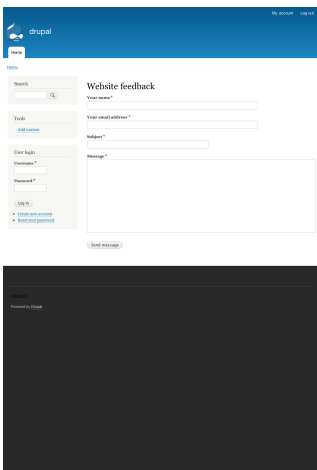 My account Log out
drupal
Home
Home
Search
Tools
Add content
User login
Username *
Password *
Log in
Create new account
Reset your password
Website feedback
Your name *
Your email address *
Subject *
Message *
Send message
Contact
Powered by Drupal